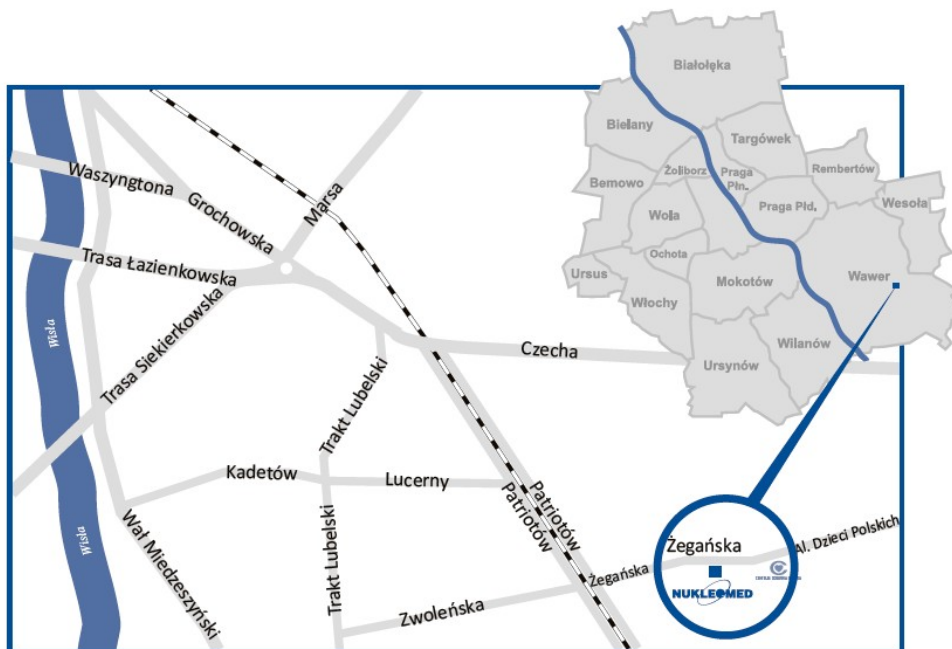 Białołęka
Bielany
Targówek
Żoliborz
Praga
Płn.
Rembertów
Bemowo
Wesoła
Wola
Praga Płd.
Ochota
Ursus
Włochy
Mokotów
Wawer
Wilanów
Ursynów
Waszyngtona
Grochowska
Marsa
Trasa Łazienkowska
Trasa Siekierkowska
Wisła
Czecha
Trakt Lubelski
Kadetów
Lucerny
Patriotów
Patriotów
Wisła
Wał Miedzeszyński
Trakt Lubelski
Zwoleńska
Żegańska
Żegańska
Al. Dzieci Polskich
NUKLEOMED